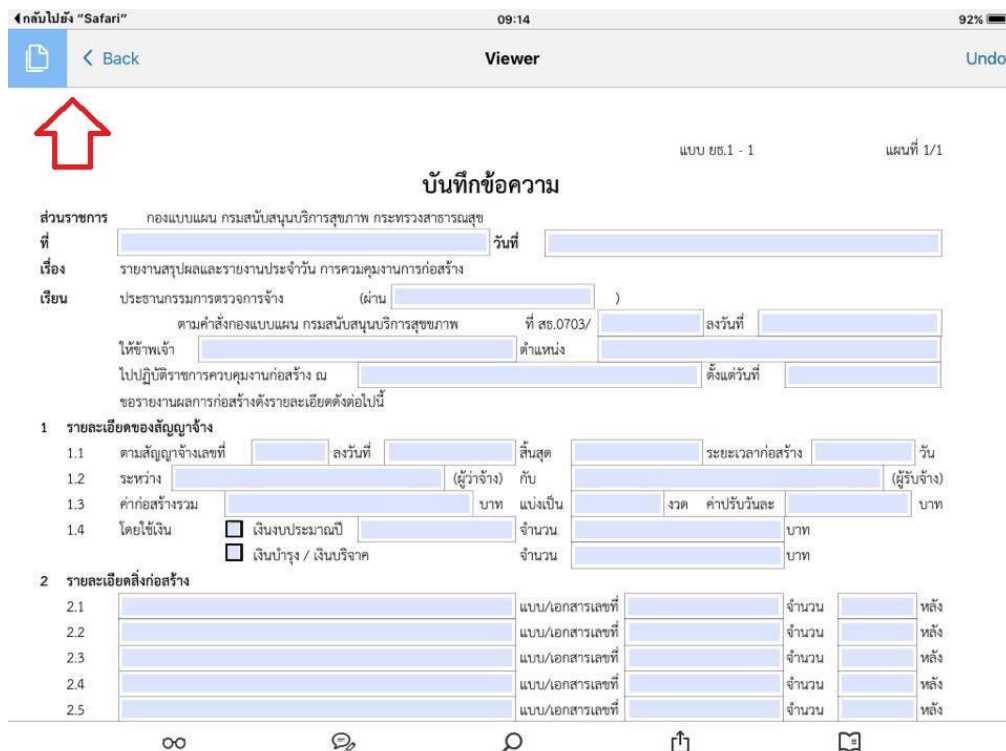 กลับไปยัง "Safari" 09:14 92%
Back Viewer Undo
แบบ ยธ.1 - 1 แผนที่ 1/1
บันทึกข้อความ
ส่วนราชการ กองแบบแผน กรมสนับสนุนบริการสุขภาพ กระทรวงสาธารณสุข
ที่ วันที่
เรื่อง รายงานสรุปผลและรายงานประจำวัน การควมคุมงานการก่อสร้าง
เรียน ประธานกรรมการตรวจการจ้าง (ผ่าน )
ตามคำสั่งกองแบบแผน กรมสนับสนุนบริการสุขขภาพ ที่ สธ.0703/ ลงวันที่
ให้ข้าพเจ้า ตำแหน่ง
ไปปฏิบัติราชการควบคุมงานก่อสร้าง ณ ตั้งแต่วันที่
ขอรายงานผลการก่อสร้างดังรายละเอียดดังต่อไปนี้
1 รายละเอียดของสัญญาจ้าง
1.1 ตามสัญญาจ้างเลขที่ ลงวันที่ สิ้นสุด ระยะเวลาก่อสร้าง วัน
1.2 ระหว่าง (ผู้ว่าจ้าง) กับ (ผู้รับจ้าง)
1.3 ค่าก่อสร้างรวม บาท แบ่งเป็น งวด ค่าปรับวันละ บาท
1.4 โดยใช้เงิน เงินงบประมาณปี จำนวน บาท
เงินบำรุง / เงินบริจาค จำนวน บาท
2 รายละเอียดสิ่งก่อสร้าง
2.1 แบบ/เอกสารเลขที่ จำนวน หลัง
2.2 แบบ/เอกสารเลขที่ จำนวน หลัง
2.3 แบบ/เอกสารเลขที่ จำนวน หลัง
2.4 แบบ/เอกสารเลขที่ จำนวน หลัง
2.5 แบบ/เอกสารเลขที่ จำนวน หลัง